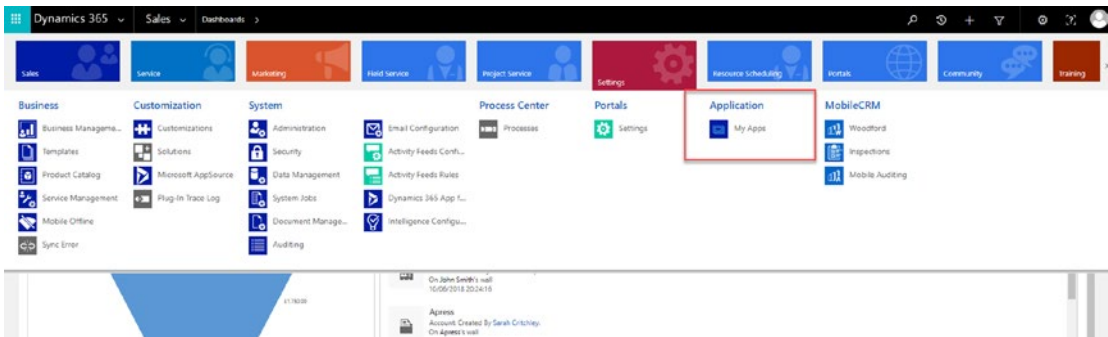 Dynamics 365 Sales Dashboards
Sales Service Marketing Field Service Project Service Settings Resource Scheduling Portals Community Training
Business Customization System Process Center Portals Application MobileCRM
Business Manageme... Customizations Administration Email Configuration Processes Settings My Apps Woodford
Templates Solutions Security Activity Feeds Confi... Inspections
Product Catalog Microsoft AppSource Data Management Activity Feeds Rules Mobile Auditing
Service Management Plug-In Trace Log System Jobs Dynamics 365 App f...
Mobile Offline Document Manage... Intelligence Configu...
Sync Error Auditing
On John Smith's wall
10/08/2018 20:24:16
Apress
Account: Created By Sarah Critchley.
On Apress's wall